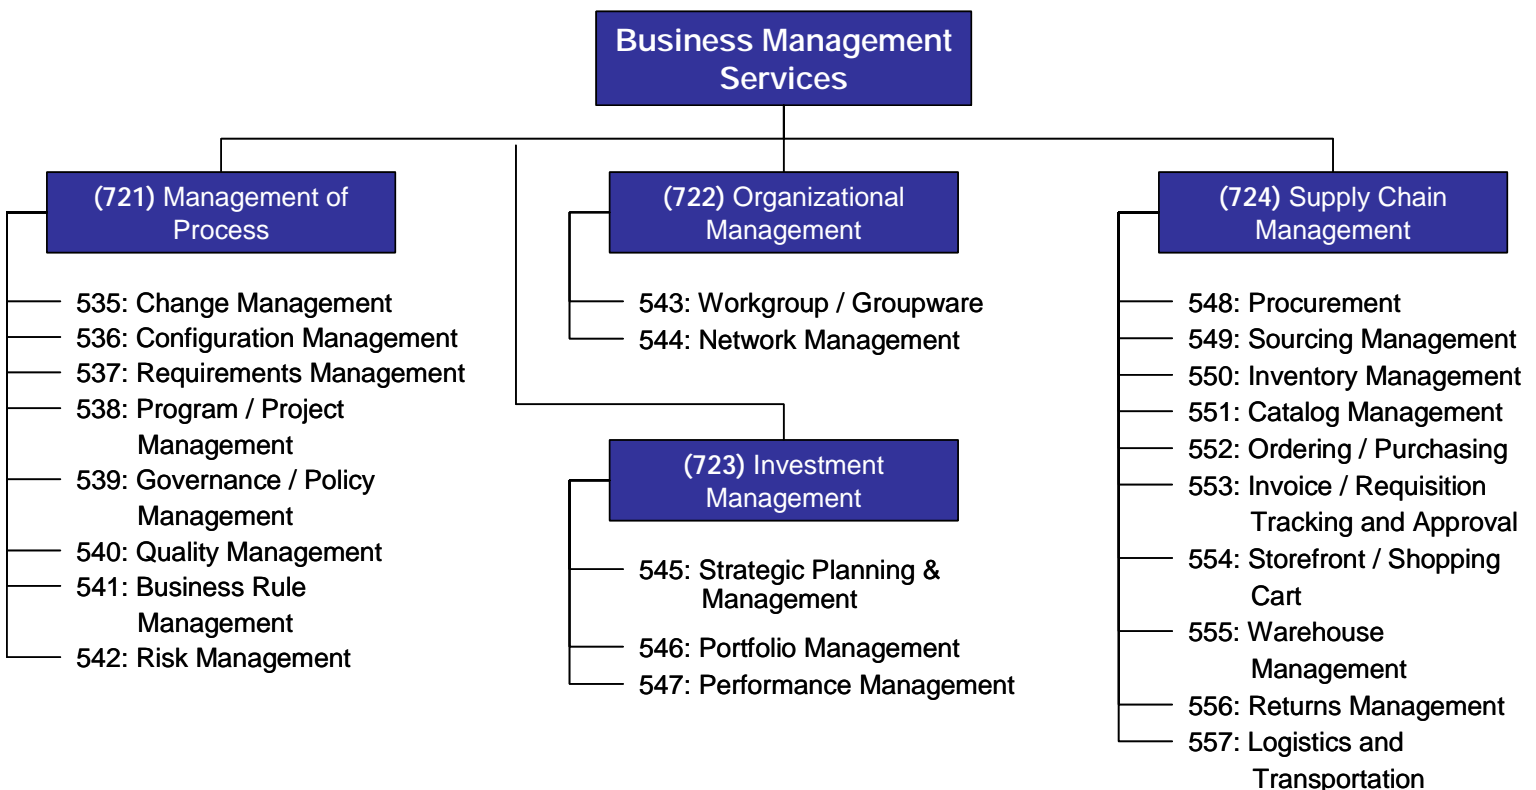 Business Management
Services
(721) Management of
Process
535: Change Management
536: Configuration Management
537: Requirements Management
538: Program / Project
Management
539: Governance / Policy
Management
540: Quality Management
541: Business Rule
Management
542: Risk Management
(722) Organizational
Management
543: Workgroup / Groupware
544: Network Management
(723) Investment
Management
545: Strategic Planning &
Management
546: Portfolio Management
547: Performance Management
(724) Supply Chain
Management
548: Procurement
549: Sourcing Management
550: Inventory Management
551: Catalog Management
552: Ordering / Purchasing
553: Invoice / Requisition
Tracking and Approval
554: Storefront / Shopping
Cart
555: Warehouse
Management
556: Returns Management
557: Logistics and
Transportation